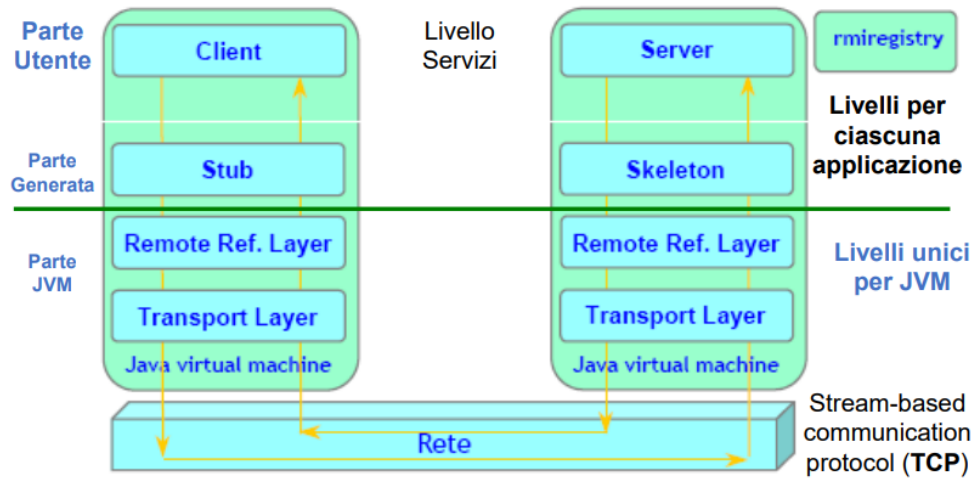 Parte
Utente
Client
Livello
Servizi
Server
rmiregistry
Livelli per
ciascuna
applicazione
Parte
Generata
Stub
Skeleton
Parte
JVM
Remote Ref. Layer
Remote Ref. Layer
Livelli unici
per JVM
Transport Layer
Transport Layer
Java virtual machine
Java virtual machine
Rete
Stream-based
communication
protocol (TCP)